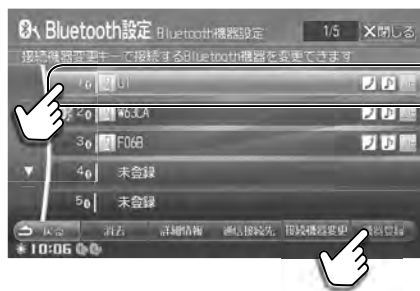 Bluetooth設定 Bluetooth機器設定 1/5 ×閉じる
接続機器変更キーで接続するBluetooth機器を変更できます
1 U1
2 W63CA
3 F06B
4 未登録
5 未登録
戻る 消去 詳細情報 通信接続先 接続機器変更
*10:06